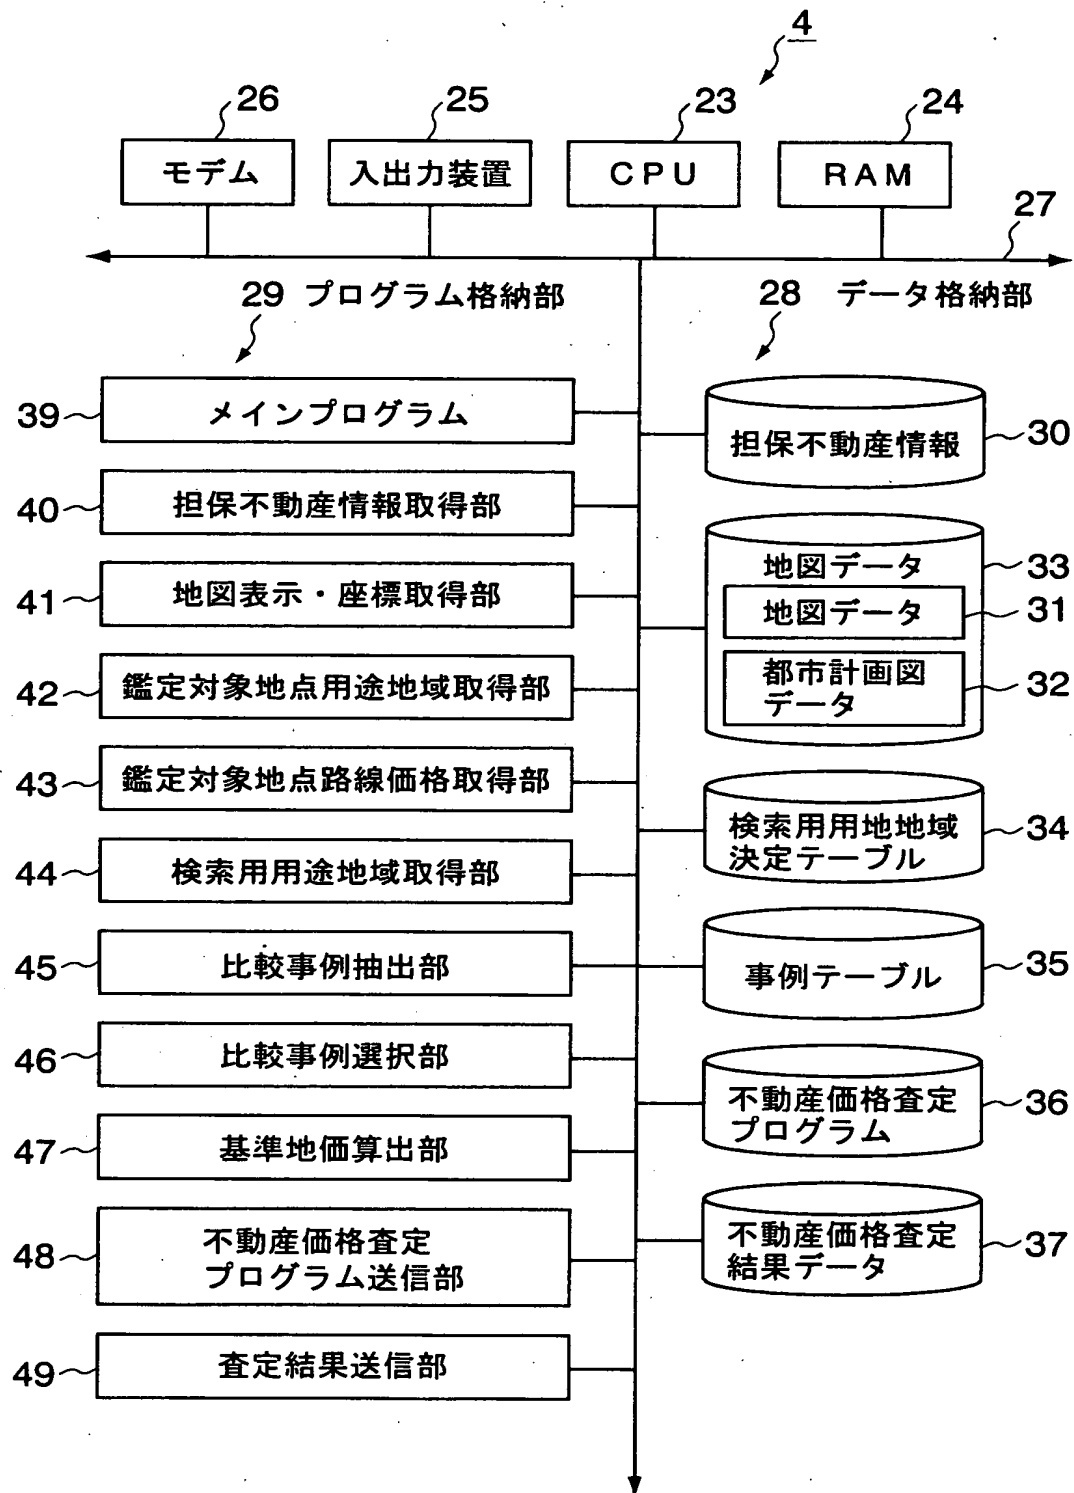 4
26
25
23
24
モデム
入出力装置
CPU
RAM
27
29 プログラム格納部
28 データ格納部
39
メインプログラム
40
担保不動産情報取得部
41
地図表示・座標取得部
42
鑑定対象地点用途地域取得部
43
鑑定対象地点路線価格取得部
44
検索用用途地域取得部
45
比較事例抽出部
46
比較事例選択部
47
基準地価算出部
48
不動産価格査定
プログラム送信部
49
査定結果送信部
担保不動産情報
30
地図データ
33
地図データ
31
都市計画図
データ
32
検索用用地地域
決定テーブル
34
事例テーブル
35
不動産価格査定
プログラム
36
不動産価格査定
結果データ
37